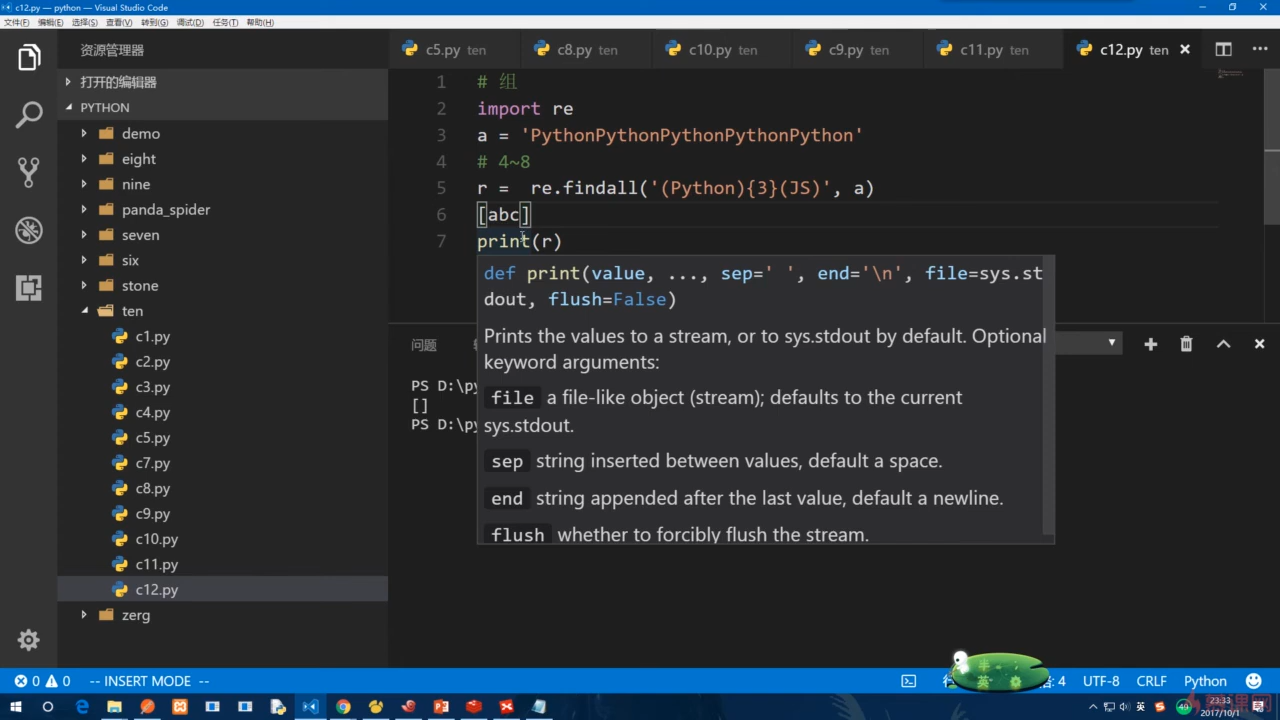 c12.py — python — Visual Studio Code
文件(F) 编辑(E) 选择(S) 查看(V) 转到(G) 调试(D) 任务(T) 帮助(H)
资源管理器
打开的编辑器
PYTHON
demo
eight
nine
panda_spider
seven
six
stone
ten
c1.py
c2.py
c3.py
c4.py
c5.py
c7.py
c8.py
c9.py
c10.py
c11.py
c12.py
zerg
c5.py ten c8.py ten c10.py ten c9.py ten c11.py ten c12.py ten
1 # 组
2 import re
3 a = 'PythonPythonPythonPythonPython'
4 # 4~8
5 r =  re.findall('(Python){3}(JS)', a)
6 [abc]
7 print(r)
def print(value, ..., sep=' ', end='\n', file=sys.st
dout, flush=False)
Prints the values to a stream, or to sys.stdout by default. Optional
keyword arguments:
file a file-like object (stream); defaults to the current
sys.stdout.
sep string inserted between values, default a space.
end string appended after the last value, default a newline.
flush whether to forcibly flush the stream.
问题
PS D:\py
[]
PS D:\py
0 0 -- INSERT MODE -- 4 UTF-8 CRLF Python
半
英
英 49 23:33
2017/10/1
慕课网